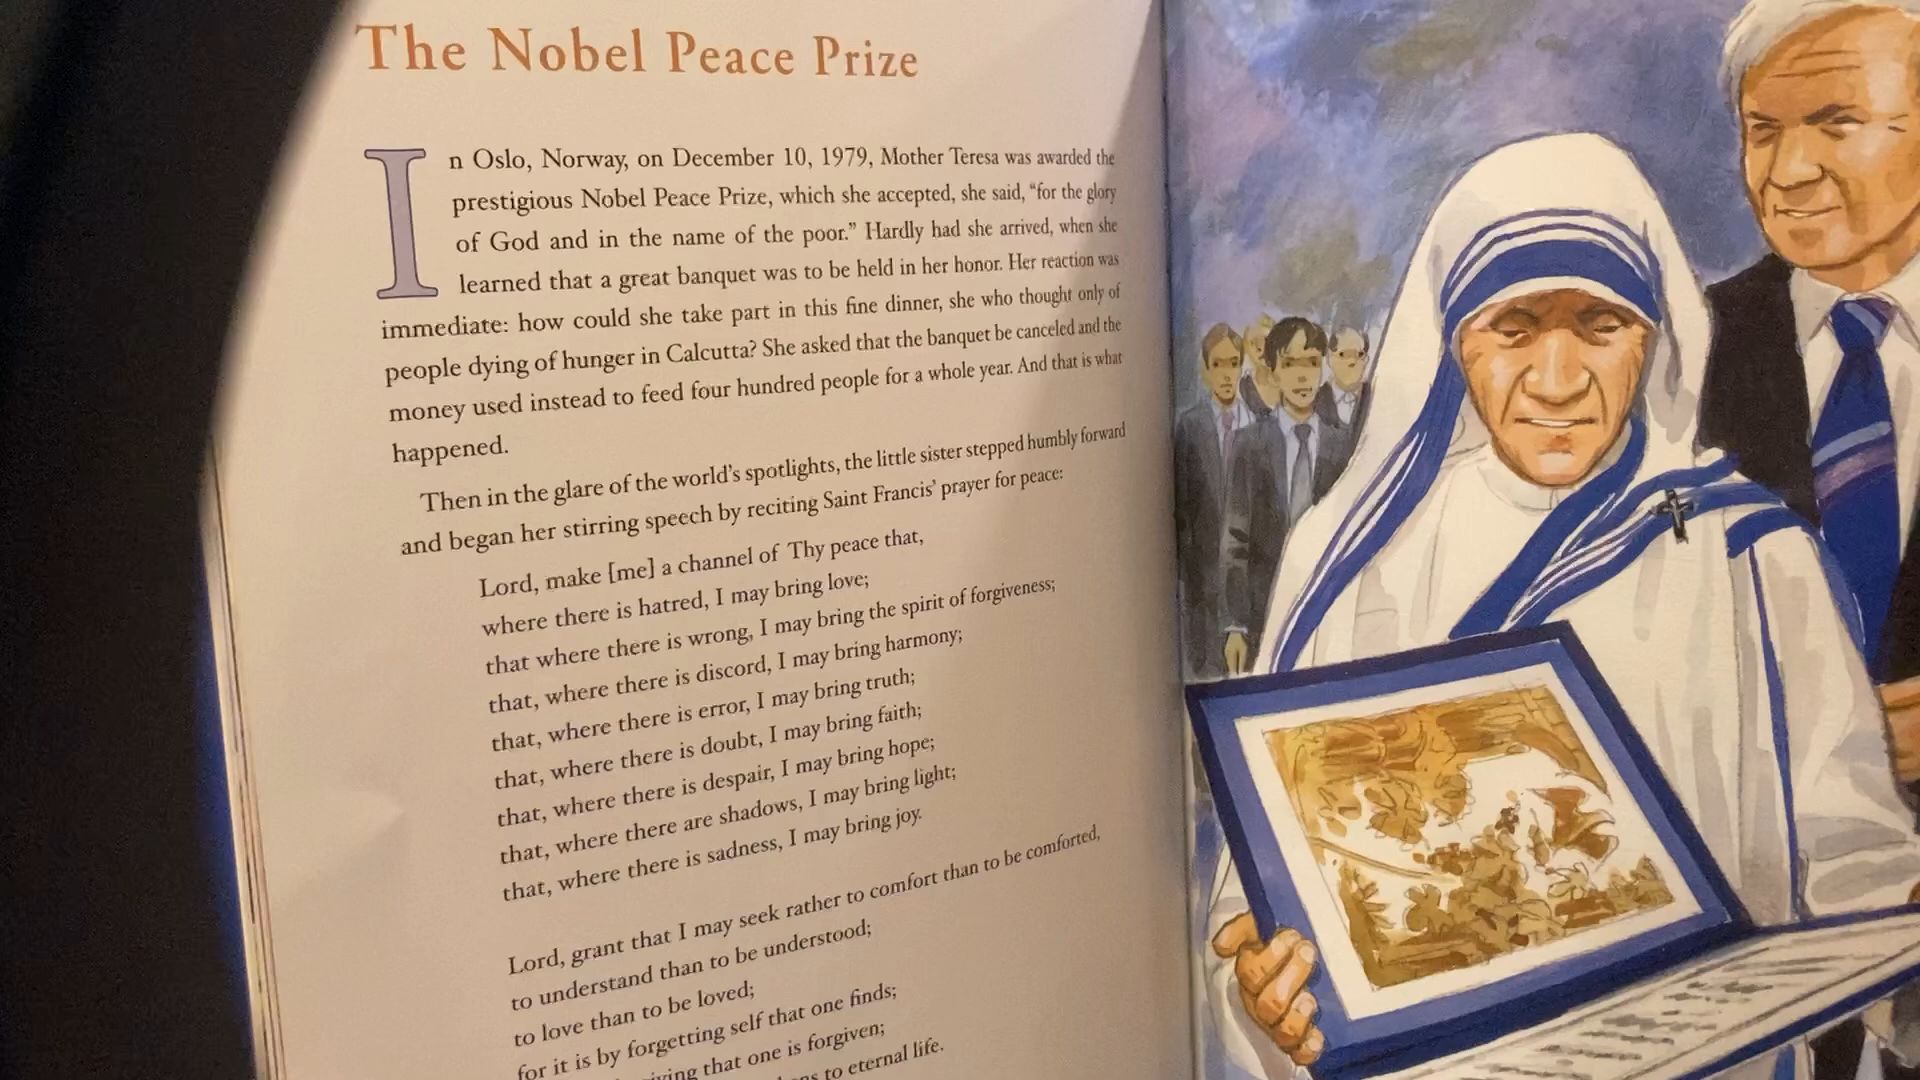 The Nobel Peace Prize
In Oslo, Norway, on December 10, 1979, Mother Teresa was awarded the
prestigious Nobel Peace Prize, which she accepted, she said, “for the glory
of God and in the name of the poor.” Hardly had she arrived, when she
learned that a great banquet was to be held in her honor. Her reaction was
immediate: how could she take part in this fine dinner, she who thought only of
people dying of hunger in Calcutta? She asked that the banquet be canceled and the
money used instead to feed four hundred people for a whole year. And that is what
happened.
Then in the glare of the world’s spotlights, the little sister stepped humbly forward
and began her stirring speech by reciting Saint Francis’ prayer for peace:
Lord, make [me] a channel of Thy peace that,
where there is hatred, I may bring love;
that where there is wrong, I may bring the spirit of forgiveness;
that, where there is discord, I may bring harmony;
that, where there is error, I may bring truth;
that, where there is doubt, I may bring faith;
that, where there is despair, I may bring hope;
that, where there are shadows, I may bring light;
that, where there is sadness, I may bring joy.
Lord, grant that I may seek rather to comfort than to be comforted,
to understand than to be understood;
to love than to be loved;
for it is by forgetting self that one finds;
that one is forgiven;
to eternal life.